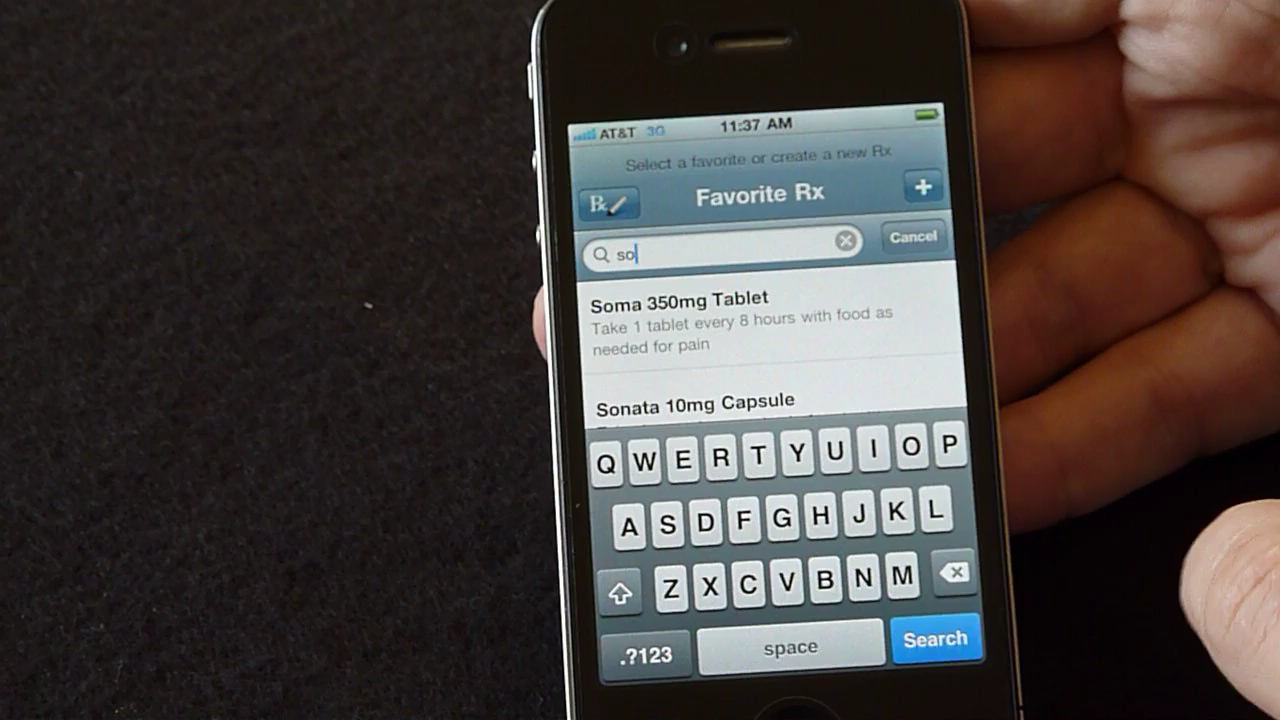 AT&T 3G 11:37 AM
Select a favorite or create a new Rx
Rx Favorite Rx +
so Cancel
Soma 350mg Tablet
Take 1 tablet every 8 hours with food as
needed for pain
Sonata 10mg Capsule
Q W E R T Y U I O P
A S D F G H J K L
Z X C V B N M
.?123 space Search